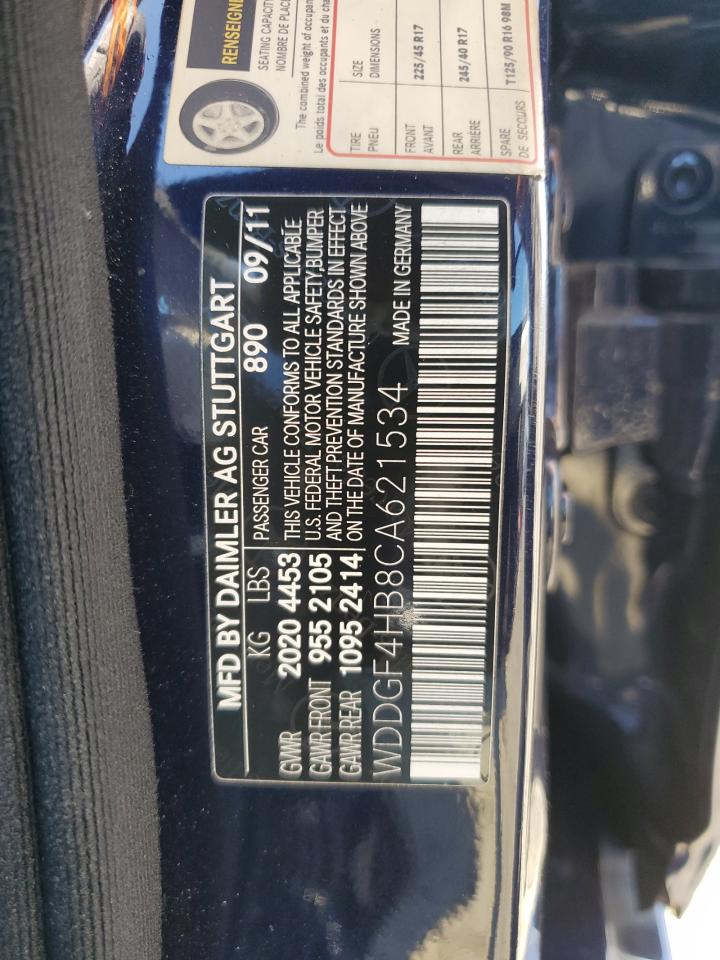 MFD BY DAIMLER AG STUTTGART
KG LBS
890 09/11
GVWR 2020 4453
GAWR FRONT 955 2105
GAWR REAR 1095 2414
PASSENGER CAR
THIS VEHICLE CONFORMS TO ALL APPLICABLE
U.S. FEDERAL MOTOR VEHICLE SAFETY,BUMPER
AND THEFT PREVENTION STANDARDS IN EFFECT
ON THE DATE OF MANUFACTURE SHOWN ABOVE
WDDGF4HB8CA621534 MADE IN GERMANY
SEATING CAPACITY
NOMBRE DE PLACE
The combined weight of occupan
Le poids total des occupants et du cha
TIRE SIZE
PNEU DIMENSIONS
FRONT 225/45 R17
AVANT
REAR 245/40 R17
ARRIÈRE
SPARE T125/90 R16 98M
DE SECOURS